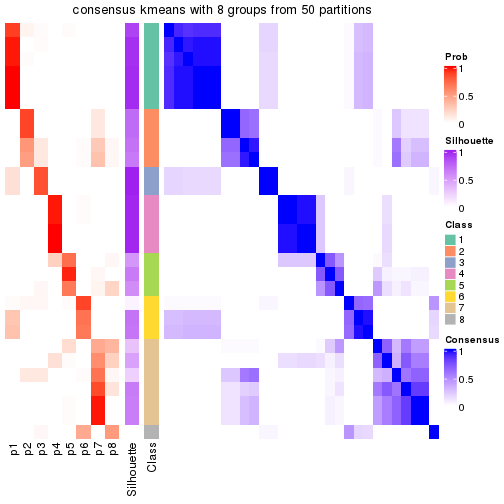 consensus kmeans with 8 groups from 50 partitions
Prob
1
0.5
0
Silhouette
1
0.5
0
Class
1
2
3
4
5
6
7
8
Consensus
1
0.5
0
p1 p2 p3 p4 p5 p6 p7 p8 Silhouette Class